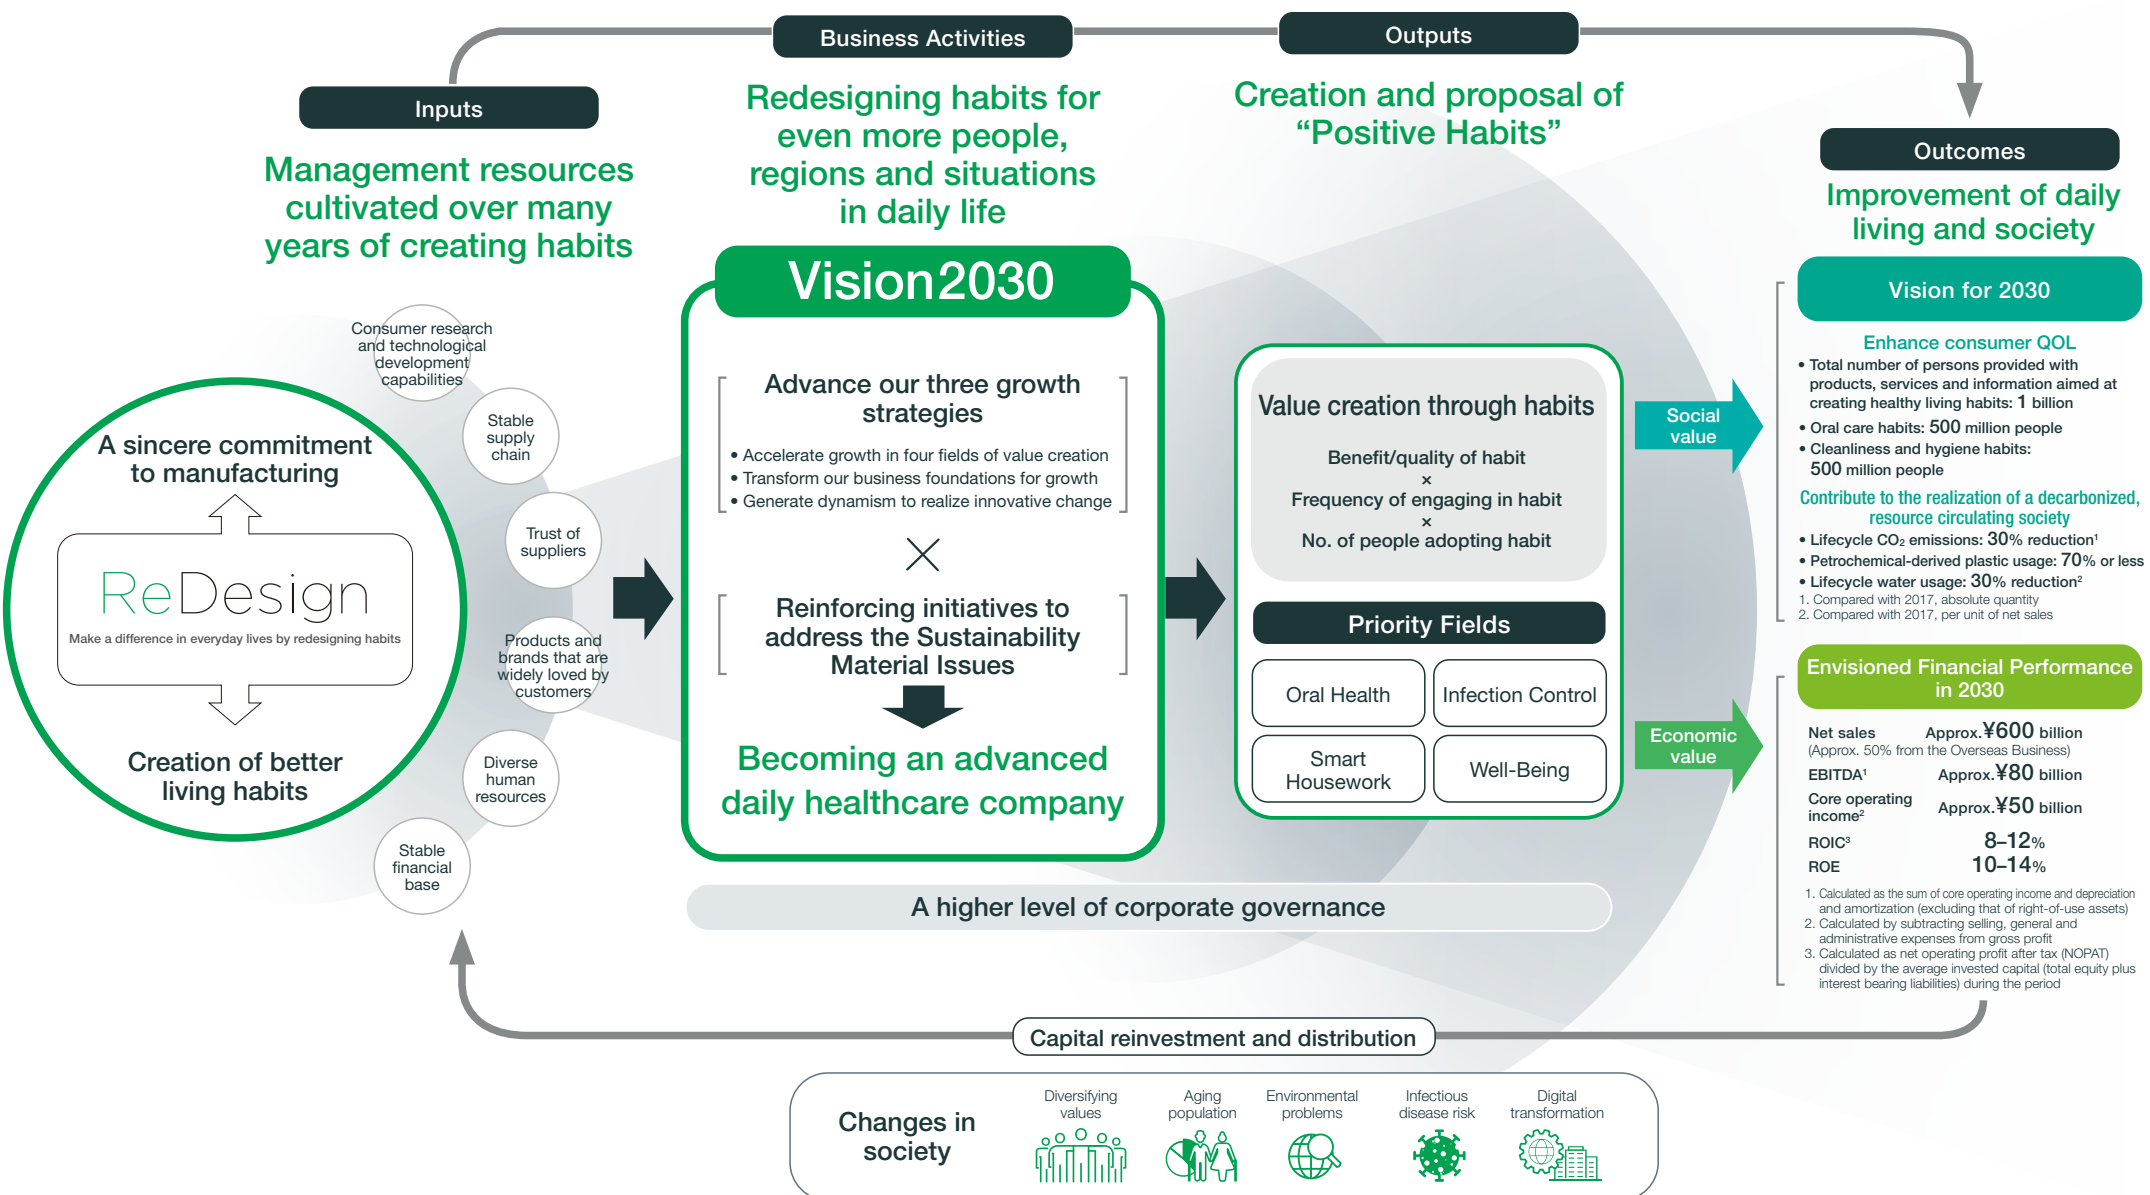 Inputs
Management resources
cultivated over many
years of creating habits
Consumer research
and technological
development
capabilities
Stable
supply
chain
Trust of
suppliers
Products and
brands that are
widely loved by
customers
Diverse
human
resources
Stable
financial
base
A sincere commitment
to manufacturing
ReDesign
Make a difference in everyday lives by redesigning habits
Creation of better
living habits
Business Activities
Redesigning habits for
even more people,
regions and situations
in daily life
Vision2030
Advance our three growth
strategies
• Accelerate growth in four fields of value creation
• Transform our business foundations for growth
• Generate dynamism to realize innovative change
×
Reinforcing initiatives to
address the Sustainability
Material Issues
Becoming an advanced
daily healthcare company
Outputs
Creation and proposal of
“Positive Habits”
Value creation through habits
Benefit/quality of habit
×
Frequency of engaging in habit
×
No. of people adopting habit
Priority Fields
Oral Health
Infection Control
Smart
Housework
Well-Being
A higher level of corporate governance
Social
value
Economic
value
Outcomes
Improvement of daily
living and society
Vision for 2030
Enhance consumer QOL
• Total number of persons provided with
products, services and information aimed at
creating healthy living habits: 1 billion
• Oral care habits: 500 million people
• Cleanliness and hygiene habits:
500 million people
Contribute to the realization of a decarbonized,
resource circulating society
• Lifecycle CO₂ emissions: 30% reduction¹
• Petrochemical-derived plastic usage: 70% or less
• Lifecycle water usage: 30% reduction²
1. Compared with 2017, absolute quantity
2. Compared with 2017, per unit of net sales
Envisioned Financial Performance
in 2030
Net sales Approx.¥600 billion
(Approx. 50% from the Overseas Business)
EBITDA¹ Approx.¥80 billion
Core operating
income² Approx.¥50 billion
ROIC³ 8–12%
ROE 10–14%
1. Calculated as the sum of core operating income and depreciation
and amortization (excluding that of right-of-use assets)
2. Calculated by subtracting selling, general and
administrative expenses from gross profit
3. Calculated as net operating profit after tax (NOPAT)
divided by the average invested capital (total equity plus
interest bearing liabilities) during the period
Capital reinvestment and distribution
Changes in
society
Diversifying
values
Aging
population
Environmental
problems
Infectious
disease risk
Digital
transformation